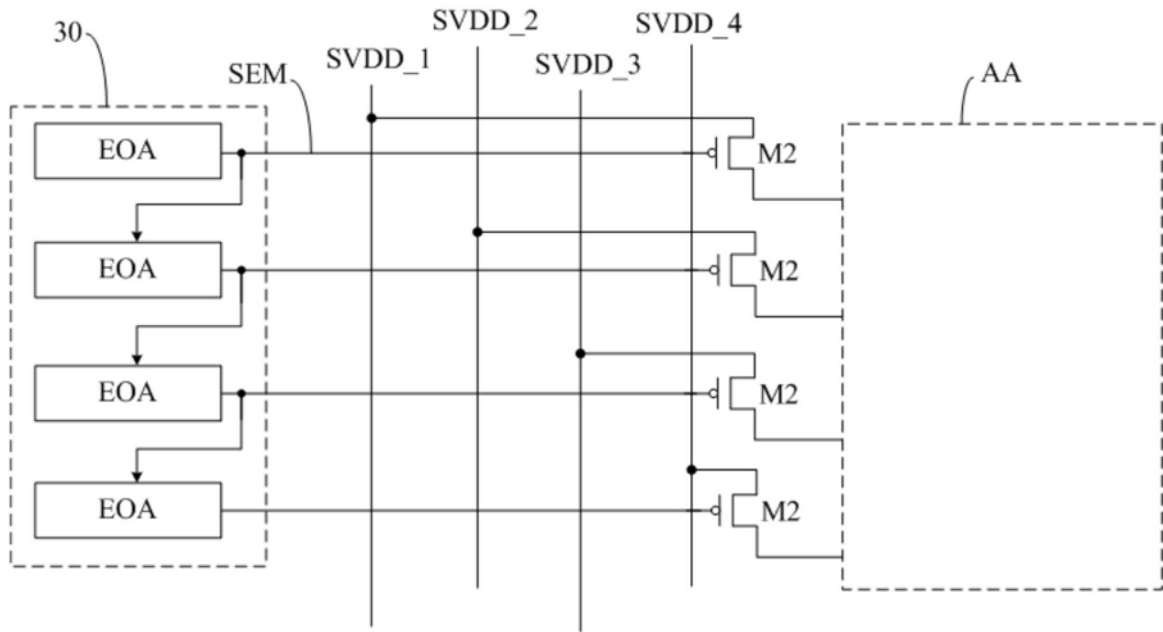 30
SEM
SVDD_1
SVDD_2
SVDD_3
SVDD_4
AA
EOA
M2
EOA
M2
EOA
M2
EOA
M2